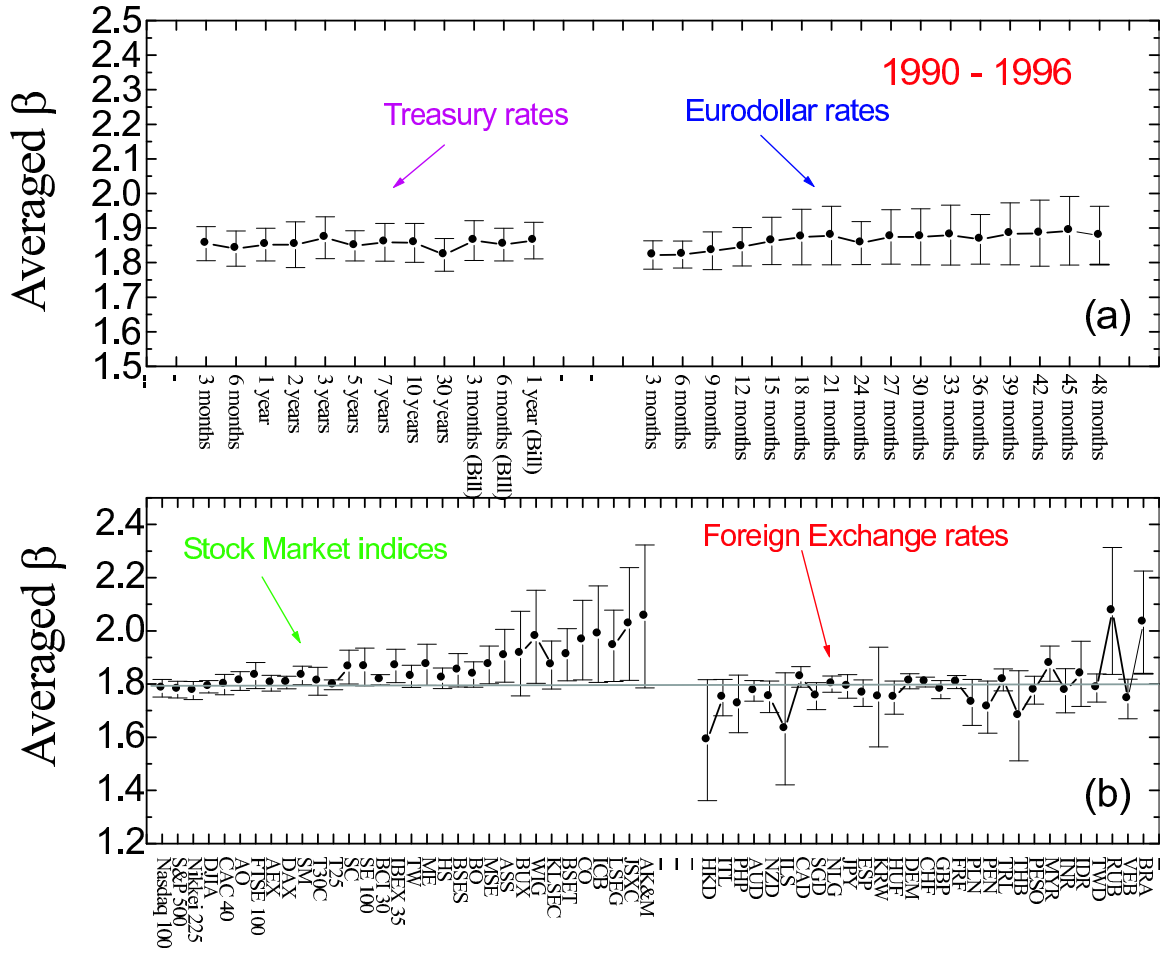 2.5
2.4
2.3
2.2
2.1
2.0
1.9
1.8
1.7
1.6
1.5
Averaged β
1990 - 1996
Treasury rates
Eurodollar rates
(a)
3 months
6 months
1 year
2 years
3 years
5 years
7 years
10 years
30 years
3 months (Bill)
6 months (BIll)
1 year (Bill)
3 months
6 months
9 months
12 months
15 months
18 months
21 months
24 months
27 months
30 months
33 months
36 months
39 months
42 months
45 months
48 months
2.4
2.2
2.0
1.8
1.6
1.4
1.2
Averaged β
Stock Market indices
Foreign Exchange rates
(b)
Nasdaq 100
S&P 500
Nikkei 225
DJIA
CAC 40
AO
FTSE 100
AEX
DAX
SM
T30C
T25
SC
SE 100
BCI 30
IBEX 35
TW
ME
HS
BSES
BO
MSE
ASS
BUX
WIG
KLSEC
BSET
CO
ICB
LSEG
JSXC
AK&M
HKD
ITL
PHP
AUD
NZD
ILS
CAD
SGD
NLG
JPY
ESP
KRW
HUF
DEM
CHF
GBP
FRF
PLN
PEN
TRL
THB
PESO
MYR
INR
IDR
TWD
RUB
VEB
BRA